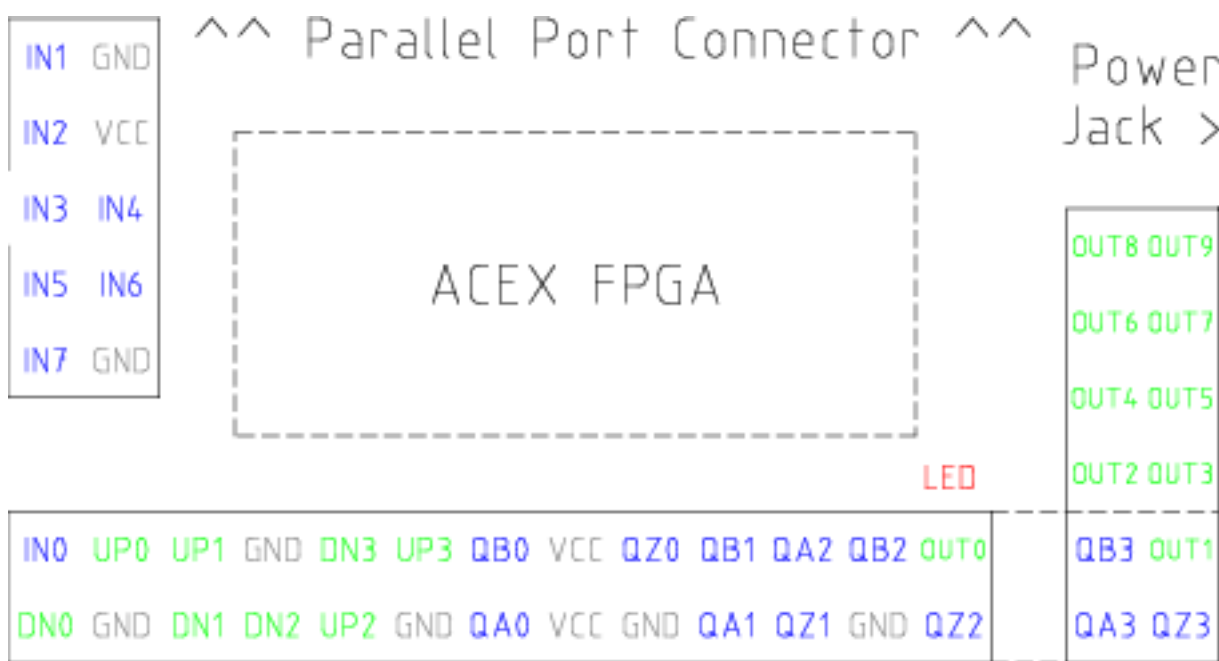 ^^ Parallel Port Connector ^^
Power
Jack >
IN1 GND
IN2 VCC
IN3 IN4
IN5 IN6
IN7 GND
ACEX FPGA
OUT8 OUT9
OUT6 OUT7
OUT4 OUT5
OUT2 OUT3
LED
IN0 UP0 UP1 GND DN3 UP3 QB0 VCC QZ0 QB1 QA2 QB2 OUT0
DN0 GND DN1 DN2 UP2 GND QA0 VCC GND QA1 QZ1 GND QZ2
QB3 OUT1
QA3 QZ3